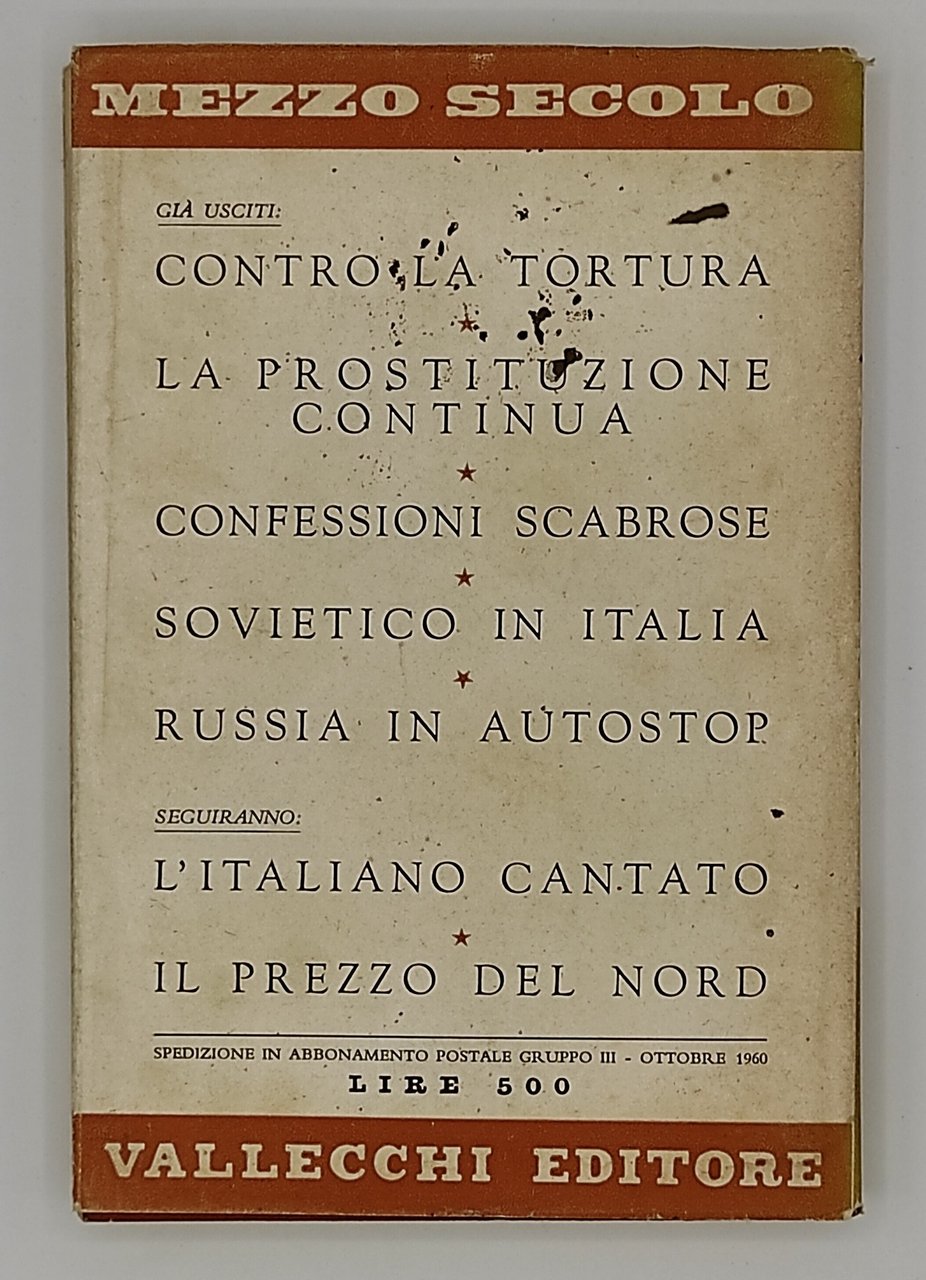 MEZZO SECOLO
GIÀ USCITI:
CONTRO LA TORTURA
LA PROSTITUZIONE
CONTINUA
CONFESSIONI SCABROSE
SOVIETICO IN ITALIA
RUSSIA IN AUTOSTOP
SEGUIRANNO:
L'ITALIANO CANTATO
IL PREZZO DEL NORD
SPEDIZIONE IN ABBONAMENTO POSTALE GRUPPO III - OTTOBRE 1960
LIRE 500
VALLECCHI EDITORE